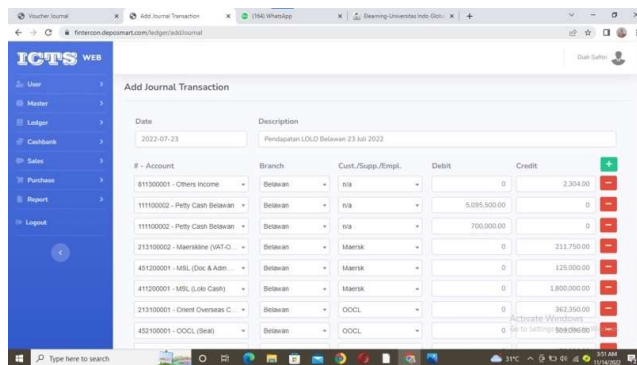 Voucher Journal
Add Journal Transaction
(164) WhatsApp
Elearning-Universitas Indo Global
fintercon.deposmart.com/ledger/addJournal
ICTS WEB
Diah Safitri
User
Master
Ledger
Cashbank
Sales
Purchase
Report
Logout
Add Journal Transaction
Date
Description
2022-07-23
Pendapatan LOLO Belawan 23 Juli 2022
# - Account Branch Cust./Supp./Empl. Debit Credit
811300001 - Others Income Belawan n/a 0 2,304.00
111100002 - Petty Cash Belawan Belawan n/a 5,095,500.00 0
111100002 - Petty Cash Belawan Belawan n/a 700,000.00 0
213100002 - Maerskline (VAT-O... Belawan Maersk 0 211,750.00
451200001 - MSL (Doc & Adm... Belawan Maersk 0 125,000.00
411200001 - MSL (Lolo Cash) Belawan Maersk 0 1,800,000.00
213100001 - Orient Overseas C... Belawan OOCL 0 362,350.00
452100001 - OOCL (Seal) Belawan OOCL 0
Activate Windows
Go to Settings
Type here to search
31°C
3:51 AM
11/14/2022